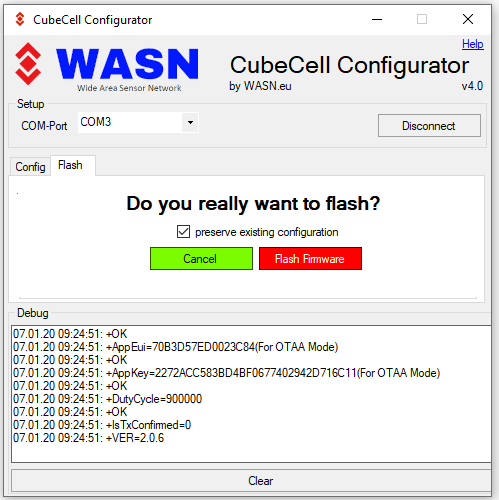 CubeCell Configurator
Help
WASN
Wide Area Sensor Network
CubeCell Configurator
by WASN.eu
v4.0
Setup
COM-Port
COM3
Disconnect
Config
Flash
Do you really want to flash?
preserve existing configuration
Cancel
Flash Firmware
Debug
07.01.20 09:24:51: +OK
07.01.20 09:24:51: +AppEui=70B3D57ED0023C84(For OTAA Mode)
07.01.20 09:24:51: +OK
07.01.20 09:24:51: +AppKey=2272ACC583BD4BF0677402942D716C11(For OTAA Mode)
07.01.20 09:24:51: +OK
07.01.20 09:24:51: +DutyCycle=900000
07.01.20 09:24:51: +OK
07.01.20 09:24:51: +IsTxConfirmed=0
07.01.20 09:24:51: +VER=2.0.6
Clear